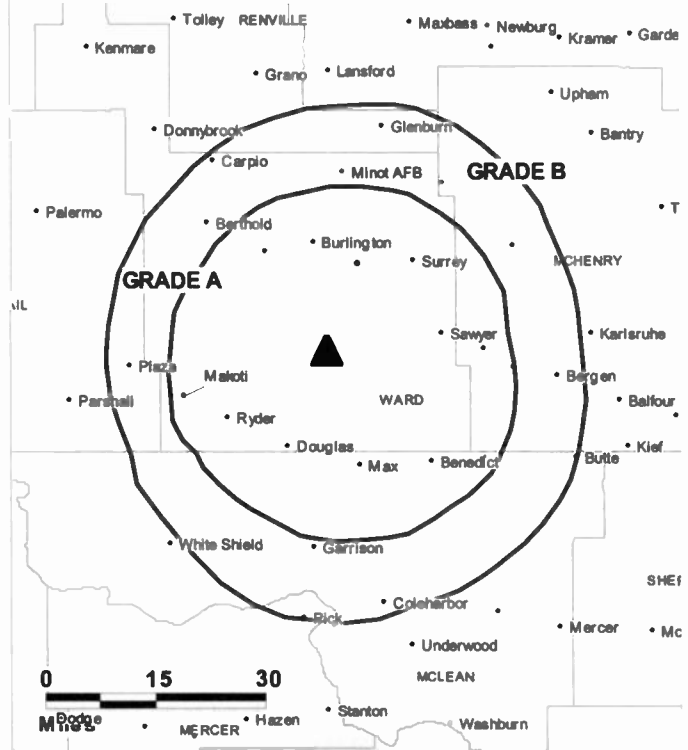 Tolley
RENVILLE
Maxbass
Newburg
Kramer
Garde
Kenmare
Grano
Lansford
Upham
Donnybrook
Glenburn
Bantry
Carpio
Minot AFB
GRADE B
Palermo
T
Berthold
Burlington
Surrey
MCHENRY
GRADE A
AIL
Sawyer
Karlsruhe
Plaza
Makoti
Bergen
Parshall
WARD
Balfour
Ryder
Douglas
Kief
Max
Benedict
Butte
White Shield
Garrison
SHER
Coleharbor
Pick
Mercer
Mc
Underwood
0 15 30
MCLEAN
Stanton
Miles
Dodge
Hazen
MERCER
Washburn